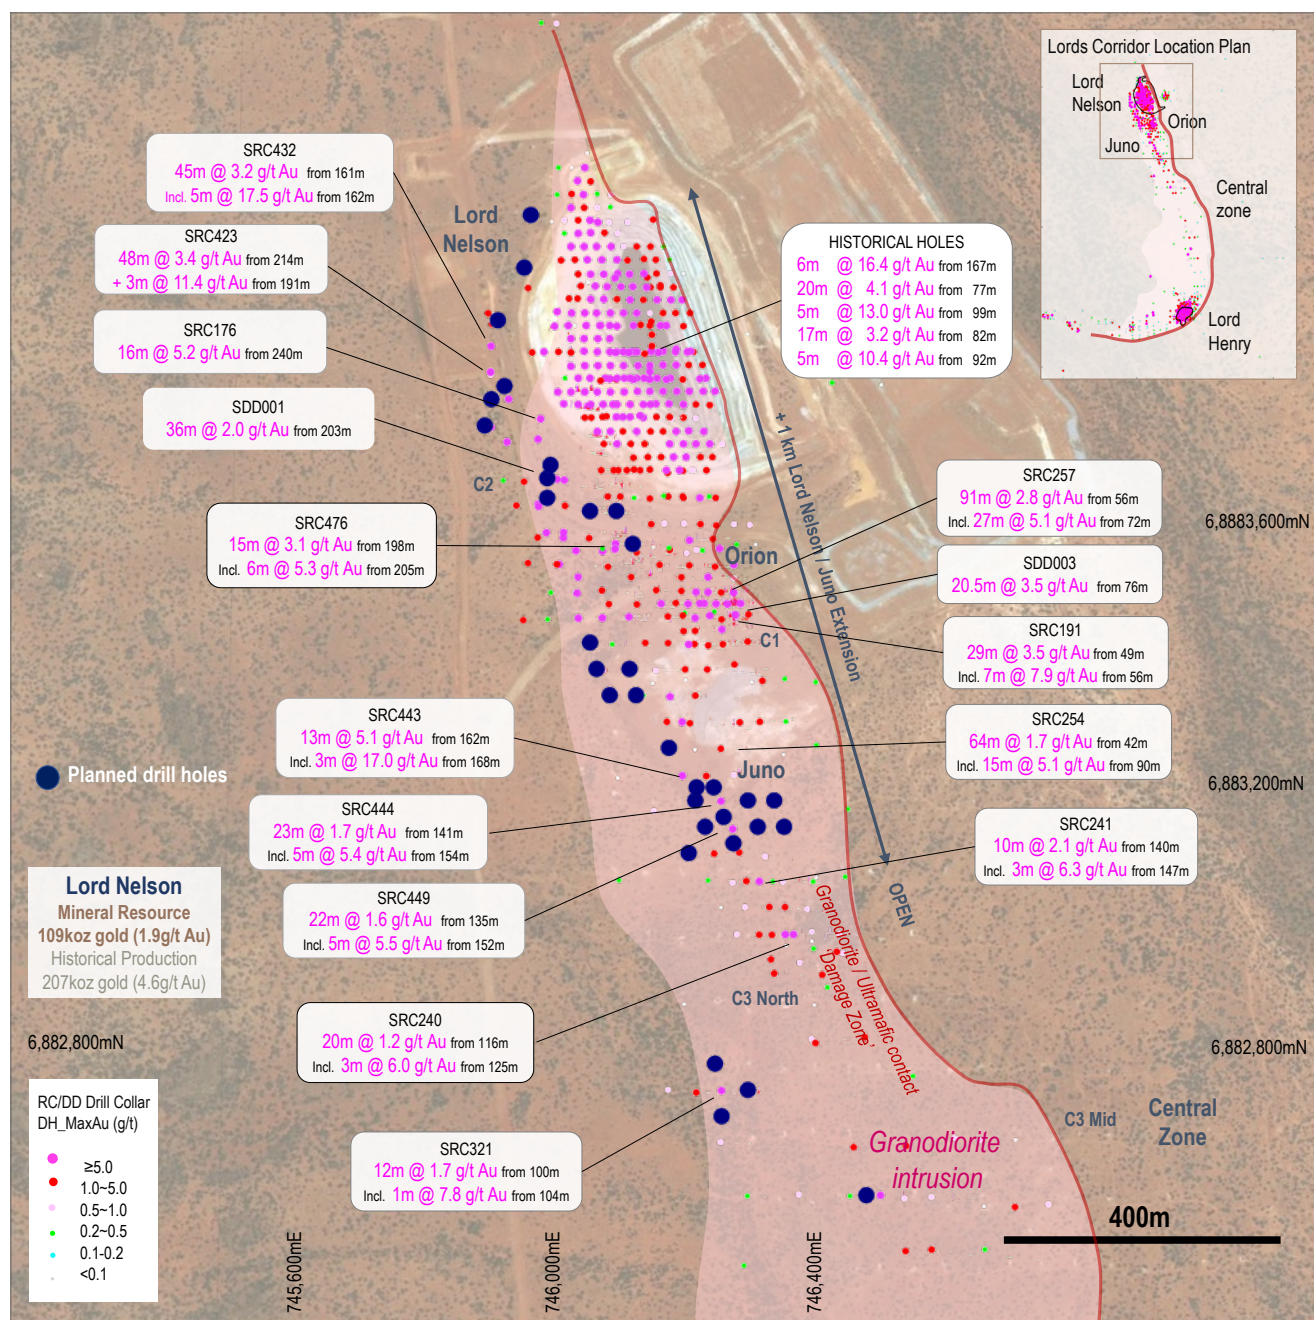 Lords Corridor Location Plan
Lord
Nelson
Orion
Juno
Central
zone
Lord
Henry
SRC432
45m @ 3.2 g/t Au from 161m
Incl. 5m @ 17.5 g/t Au from 162m
SRC423
48m @ 3.4 g/t Au from 214m
+ 3m @ 11.4 g/t Au from 191m
SRC176
16m @ 5.2 g/t Au from 240m
SDD001
36m @ 2.0 g/t Au from 203m
SRC476
15m @ 3.1 g/t Au from 198m
Incl. 6m @ 5.3 g/t Au from 205m
Lord
Nelson
HISTORICAL HOLES
6m @ 16.4 g/t Au from 167m
20m @ 4.1 g/t Au from 77m
5m @ 13.0 g/t Au from 99m
17m @ 3.2 g/t Au from 82m
5m @ 10.4 g/t Au from 92m
+ 1 km Lord Nelson / Juno Extension
OPEN
C2
Orion
C1
SRC257
91m @ 2.8 g/t Au from 56m
Incl. 27m @ 5.1 g/t Au from 72m
6,8883,600mN
SDD003
20.5m @ 3.5 g/t Au from 76m
SRC191
29m @ 3.5 g/t Au from 49m
Incl. 7m @ 7.9 g/t Au from 56m
SRC443
13m @ 5.1 g/t Au from 162m
Incl. 3m @ 17.0 g/t Au from 168m
SRC254
64m @ 1.7 g/t Au from 42m
Incl. 15m @ 5.1 g/t Au from 90m
Planned drill holes
Juno
6,883,200mN
SRC444
23m @ 1.7 g/t Au from 141m
Incl. 5m @ 5.4 g/t Au from 154m
SRC241
10m @ 2.1 g/t Au from 140m
Incl. 3m @ 6.3 g/t Au from 147m
Lord Nelson
Mineral Resource
109koz gold (1.9g/t Au)
Historical Production
207koz gold (4.6g/t Au)
SRC449
22m @ 1.6 g/t Au from 135m
Incl. 5m @ 5.5 g/t Au from 152m
Granodiorite / Ultramafic contact
'Damage Zone'
C3 North
SRC240
20m @ 1.2 g/t Au from 116m
Incl. 3m @ 6.0 g/t Au from 125m
6,882,800mN
6,882,800mN
RC/DD Drill Collar
DH_MaxAu (g/t)
≥5.0
1.0~5.0
0.5~1.0
0.2~0.5
0.1-0.2
<0.1
C3 Mid
Central
Zone
SRC321
12m @ 1.7 g/t Au from 100m
Incl. 1m @ 7.8 g/t Au from 104m
Granodiorite
intrusion
400m
745,600mE
746,000mE
746,400mE